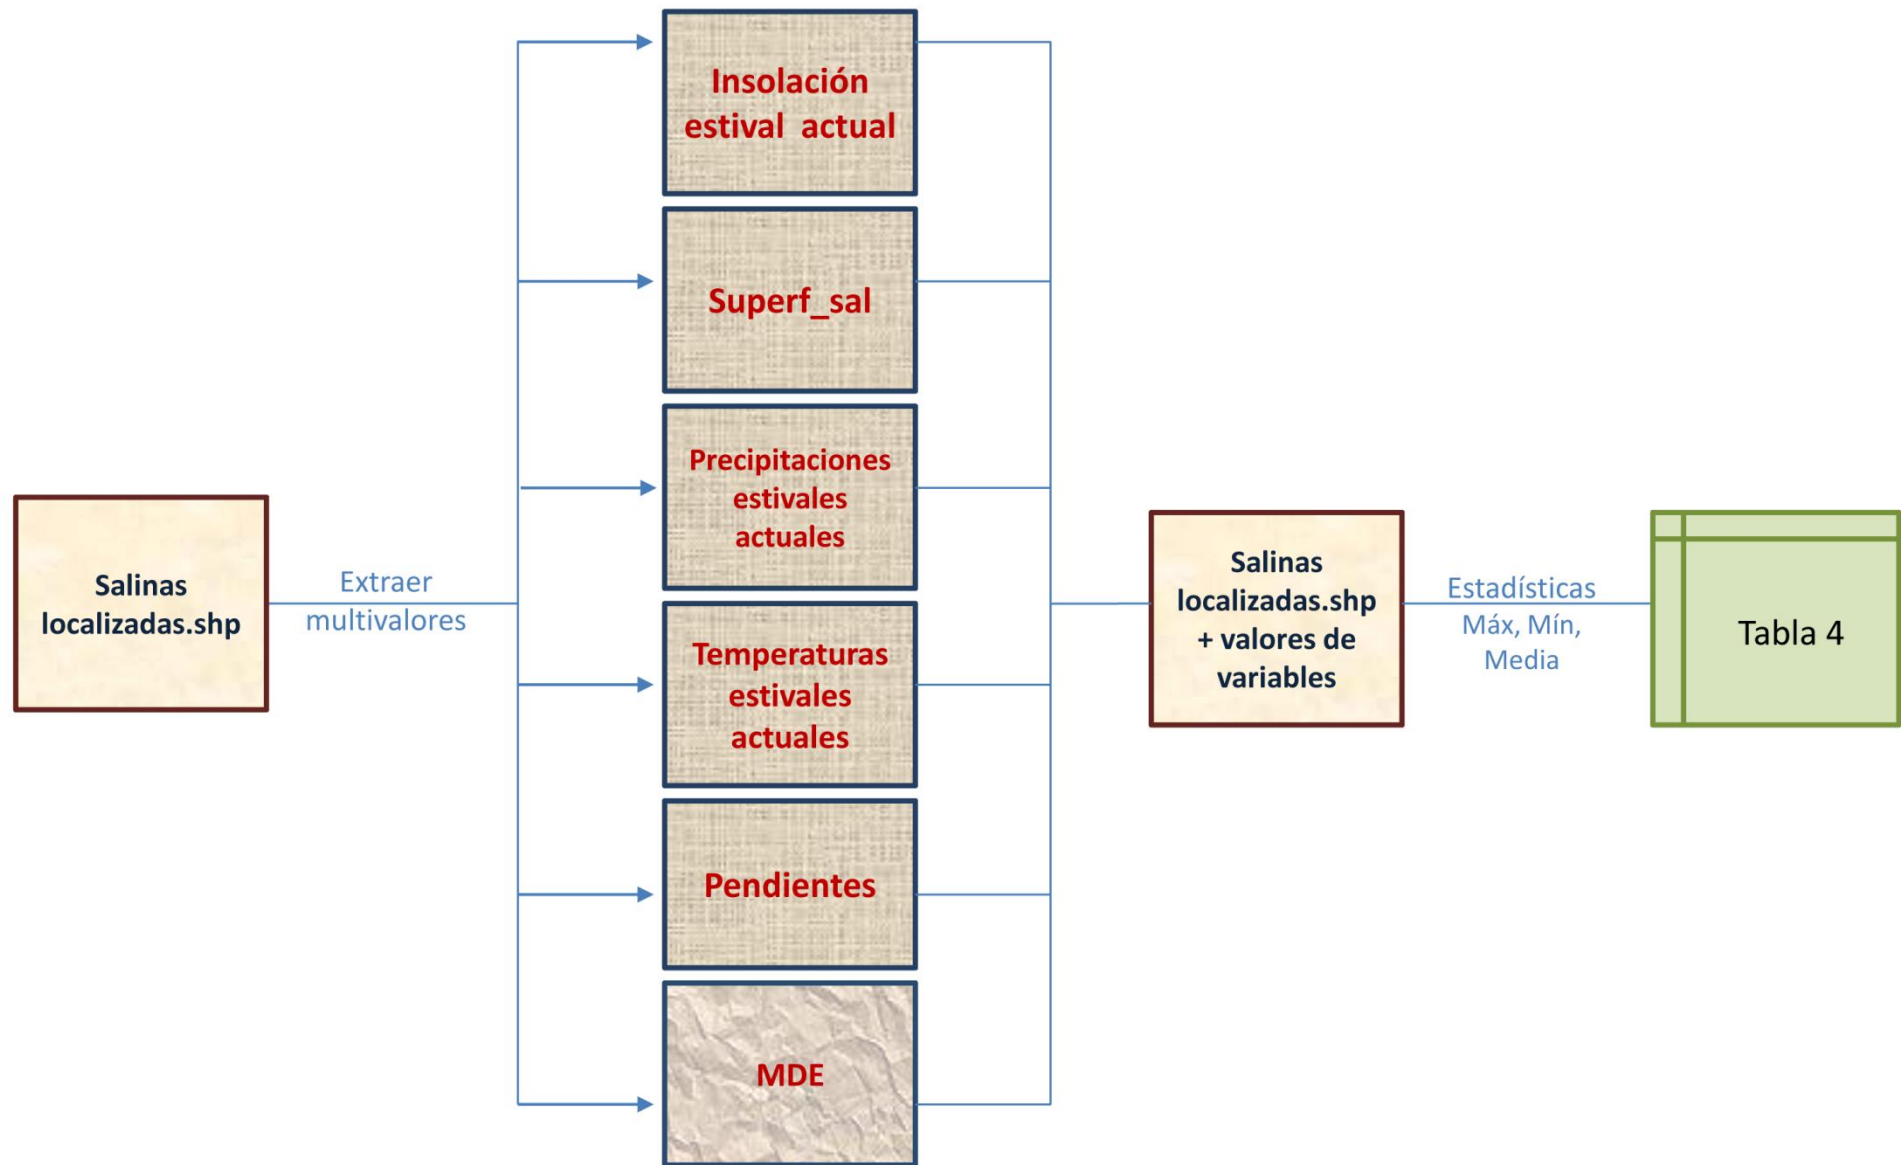 Salinas
localizadas.shp
Extraer
multivalores
Insolación
estival actual
Superf_sal
Precipitaciones
estivales
actuales
Temperaturas
estivales
actuales
Pendientes
MDE
Salinas
localizadas.shp
+ valores de
variables
Estadísticas
Máx, Mín,
Media
Tabla 4